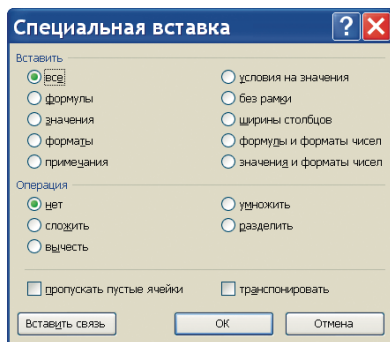 Специальная вставка
Вставить
все
условия на значения
формулы
без рамки
значения
ширины столбцов
форматы
формулы и форматы чисел
примечания
значения и форматы чисел
Операция
нет
умножить
сложить
разделить
вычесть
пропускать пустые ячейки
транспонировать
Вставить связь
ОК
Отмена